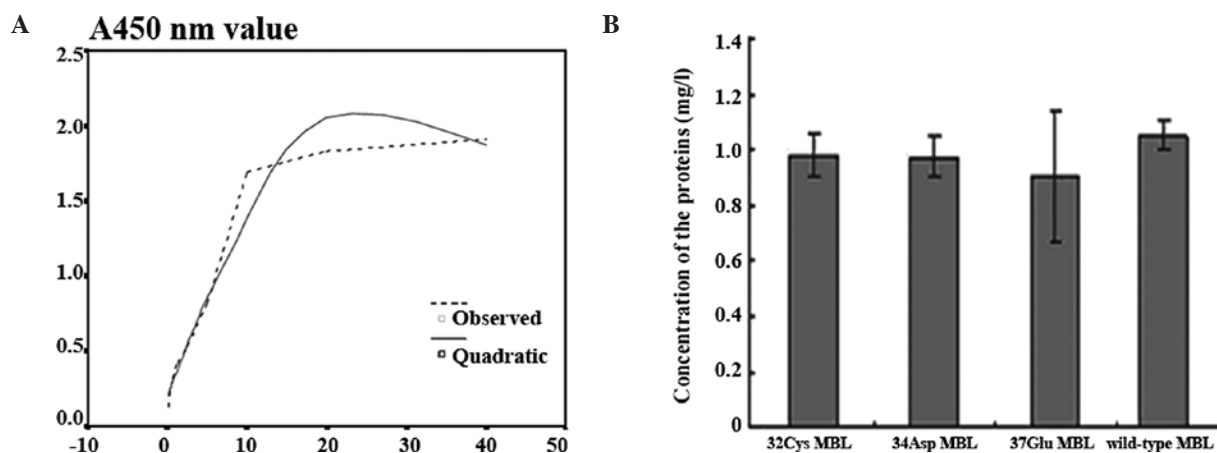 A
A450 nm value
2.5
2.0
1.5
1.0
0.5
0.0
-10 0 10 20 30 40 50
Observed
Quadratic
B
Concentration of the proteins (mg/l)
1.4
1.2
1.0
0.8
0.6
0.4
0.2
0
32Cys MBL 34Asp MBL 37Glu MBL wild-type MBL